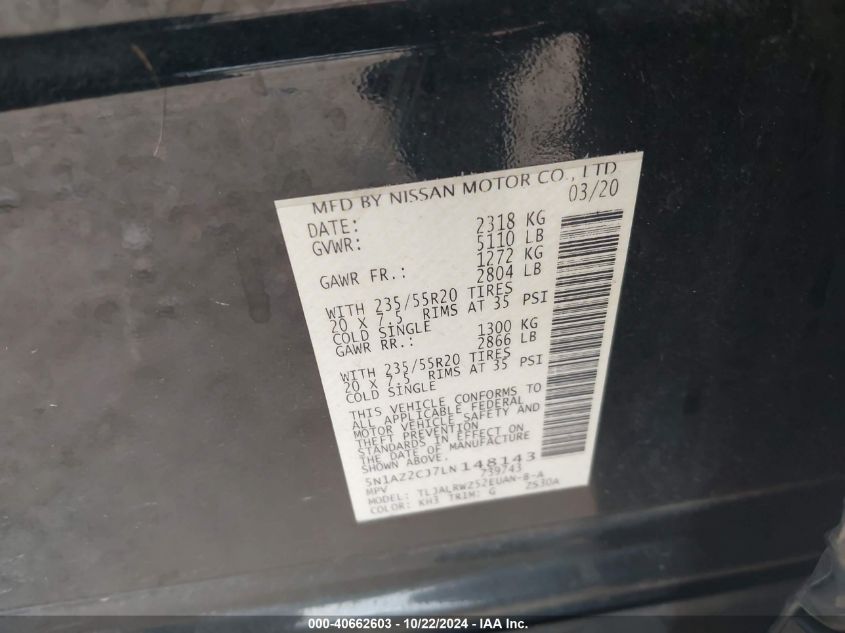 MFD BY NISSAN MOTOR CO., LTD
DATE: 03/20
GVWR: 2318 KG
5110 LB
GAWR FR.: 1272 KG
2804 LB
WITH 235/55R20 TIRES
20 X 7.5 RIMS AT 35 PSI
COLD SINGLE
GAWR RR.: 1300 KG
2866 LB
WITH 235/55R20 TIRES
20 X 7.5 RIMS AT 35 PSI
COLD SINGLE
THIS VEHICLE CONFORMS TO
ALL APPLICABLE FEDERAL
MOTOR VEHICLE SAFETY AND
THEFT PREVENTION
STANDARDS IN EFFECT ON
THE DATE OF MANUFACTURE
SHOWN ABOVE.
5N1AZ2CJ7LN148143
MPV 739743
MODEL: TLJALRWZ52EUAN-B-A
COLOR: KH3 TRIM: G ZS30A
000-40662603 - 10/22/2024 - IAA Inc.